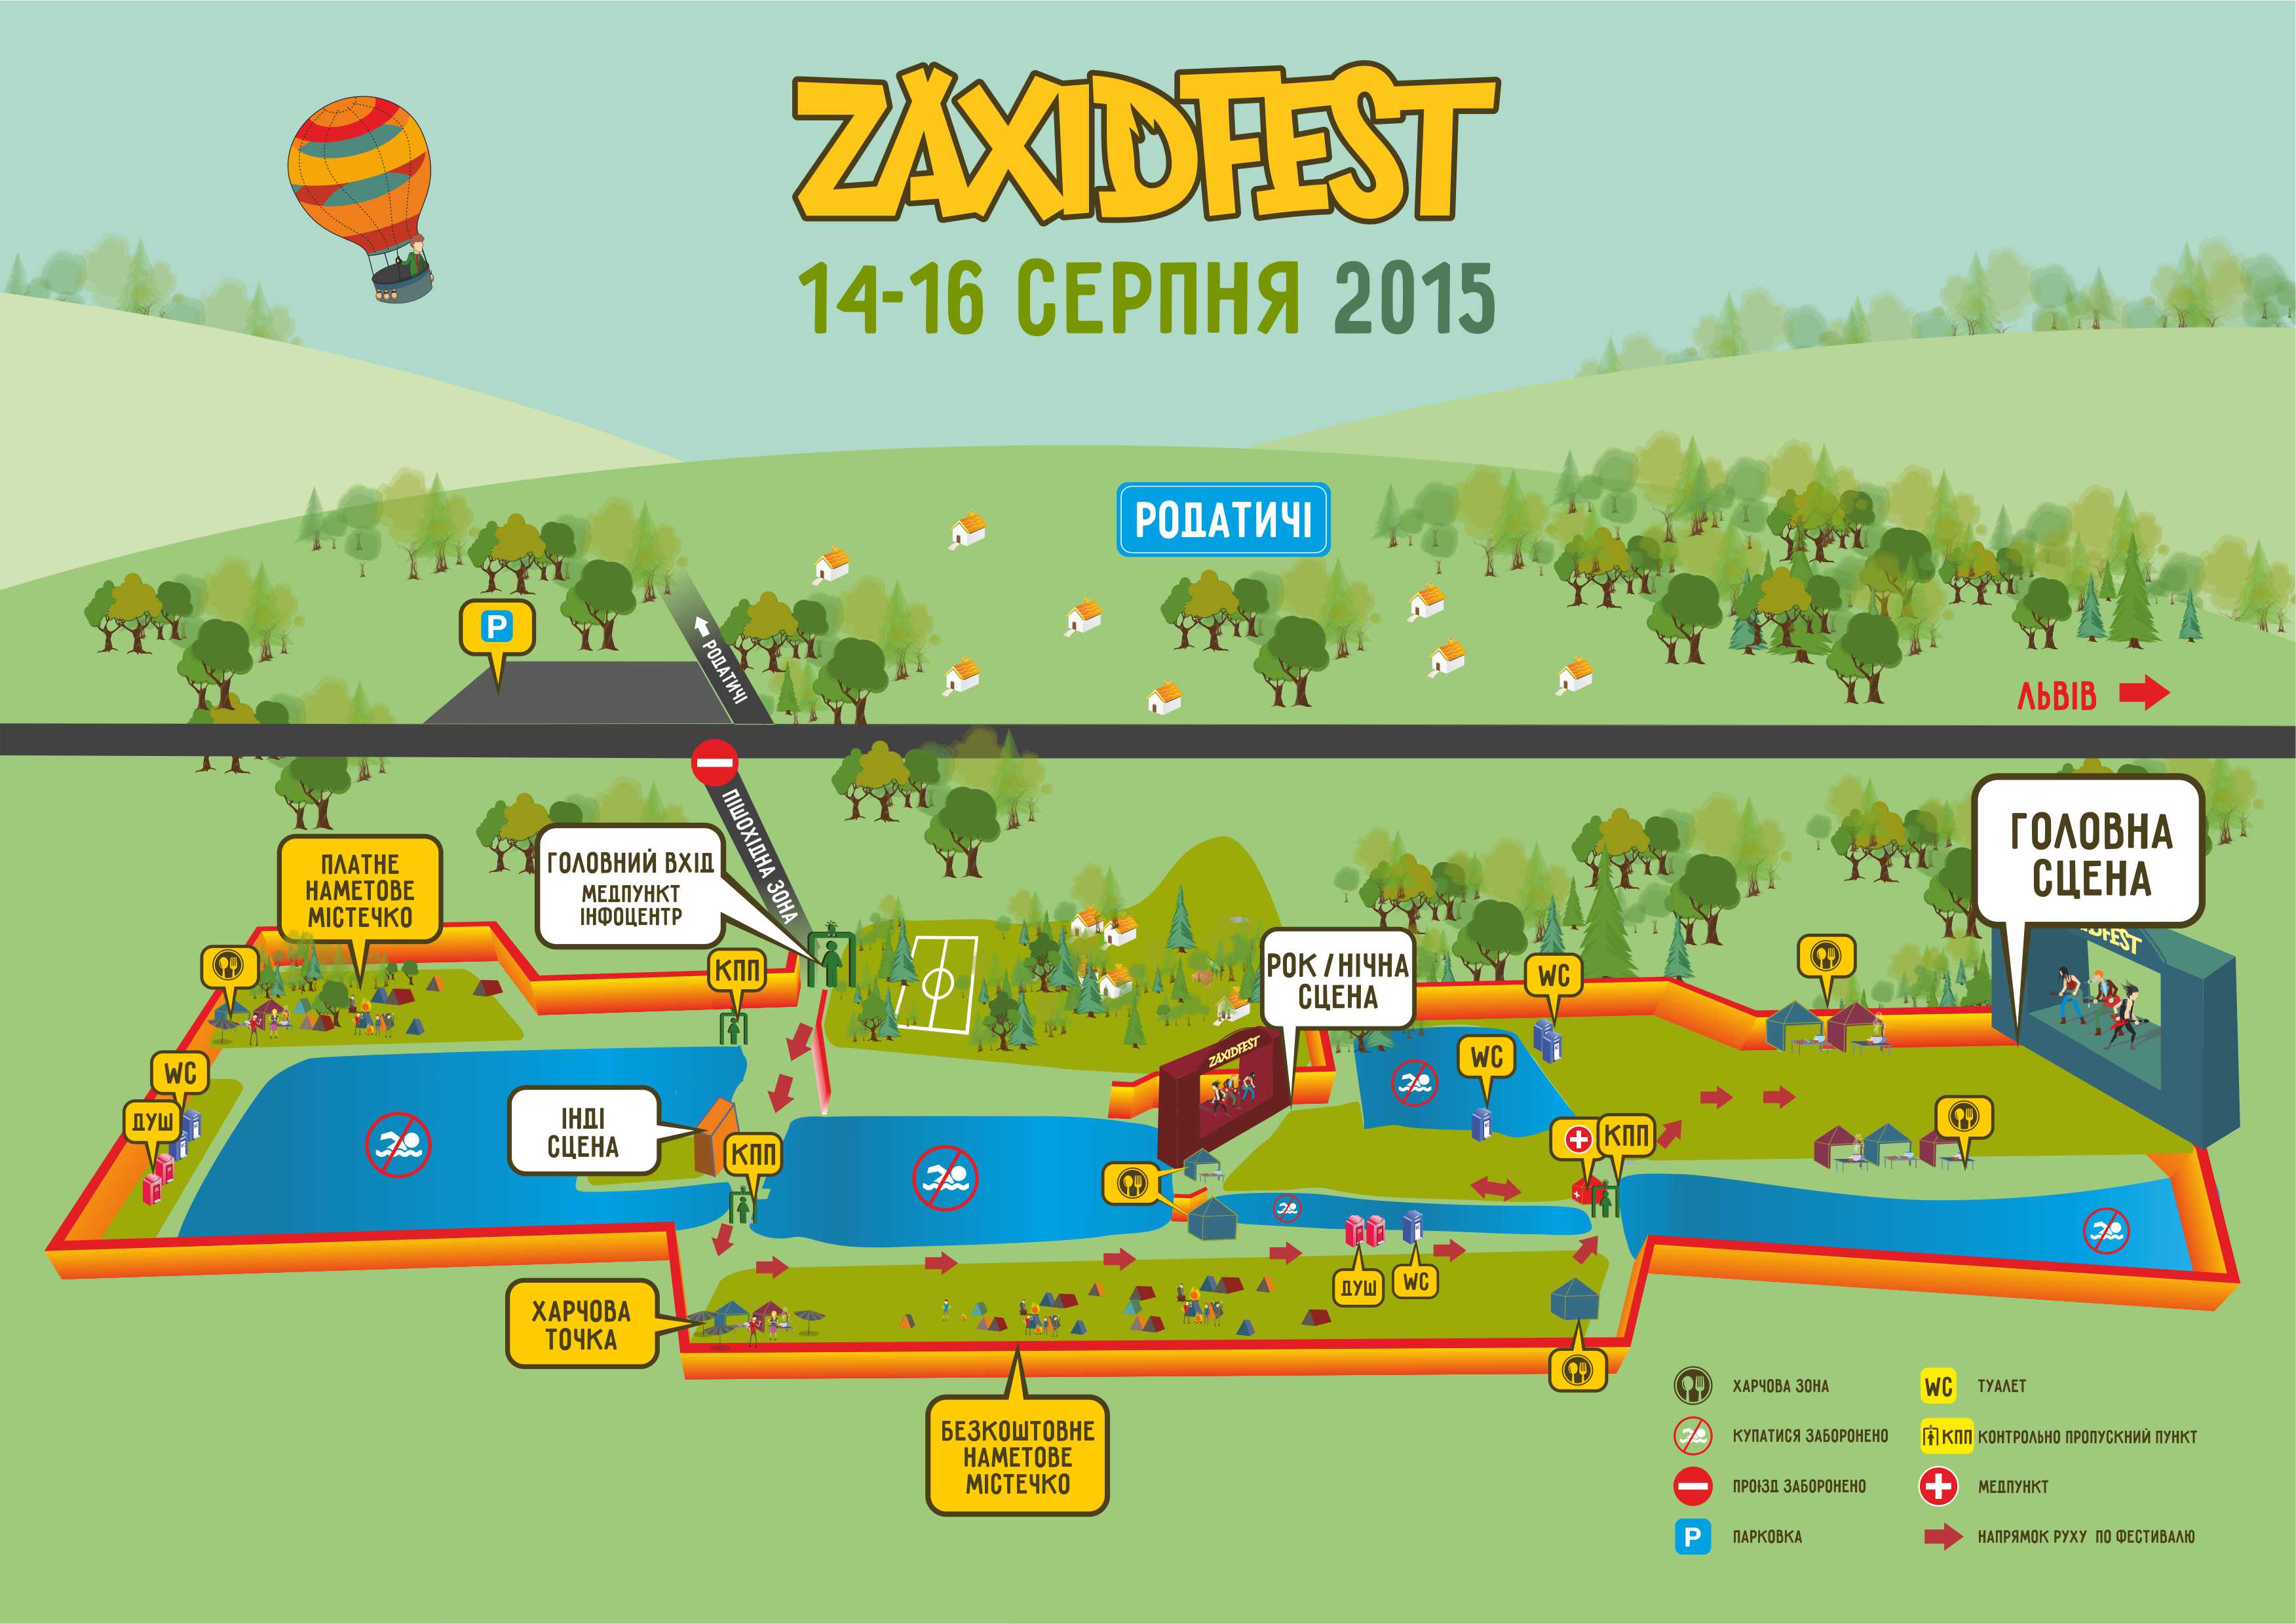 ZAXIDFEST
14-16 СЕРПНЯ 2015
РОДАТИЧІ
P
РОДАТИЧІ
ЛЬВІВ
ПІШОХІДНА ЗОНА
ГОЛОВНА
СЦЕНА
ПЛАТНЕ
НАМЕТОВЕ
МІСТЕЧКО
ГОЛОВНИЙ ВХІД
МЕДПУНКТ
ІНФОЦЕНТР
КПП
РОК / НІЧНА
СЦЕНА
WC
ZAXIDFEST
WC
WC
ДУШ
ІНДІ
СЦЕНА
КПП
КПП
ДУШ
WC
ХАРЧОВА
ТОЧКА
БЕЗКОШТОВНЕ
НАМЕТОВЕ
МІСТЕЧКО
ХАРЧОВА ЗОНА
WC ТУАЛЕТ
КУПАТИСЯ ЗАБОРОНЕНО
КПП КОНТРОЛЬНО ПРОПУСКНИЙ ПУНКТ
ПРОЇЗД ЗАБОРОНЕНО
МЕДПУНКТ
P ПАРКОВКА
НАПРЯМОК РУХУ ПО ФЕСТИВАЛЮ